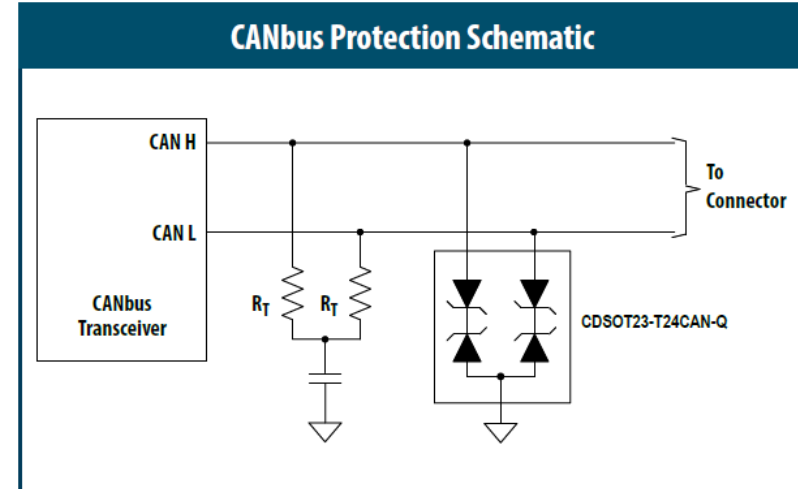 CANbus Protection Schematic
CAN H
To
Connector
CAN L
CANbus
Transceiver
RT
RT
CDSOT23-T24CAN-Q